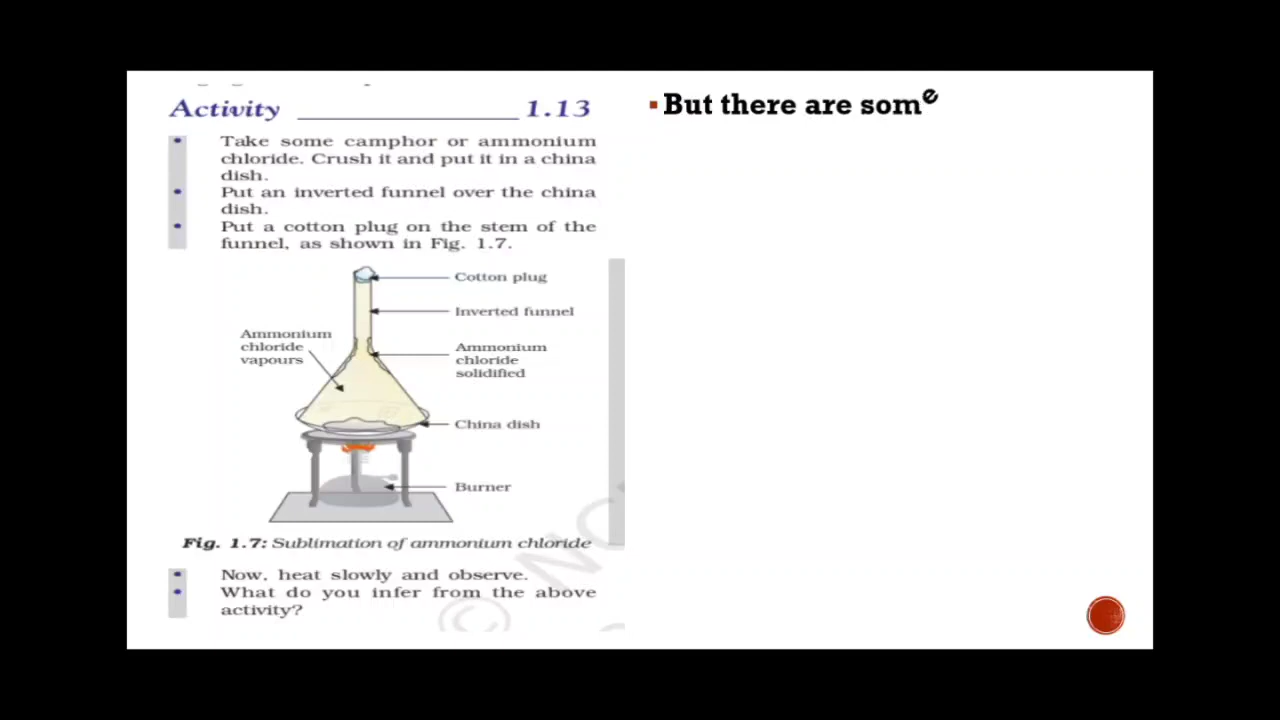 Activity 1.13
Take some camphor or ammonium
chloride. Crush it and put it in a china
dish.
Put an inverted funnel over the china
dish.
Put a cotton plug on the stem of the
funnel, as shown in Fig. 1.7.
Cotton plug
Inverted funnel
Ammonium
chloride
vapours
Ammonium
chloride
solidified
China dish
Burner
Fig. 1.7: Sublimation of ammonium chloride
Now, heat slowly and observe.
What do you infer from the above
activity?
But there are some